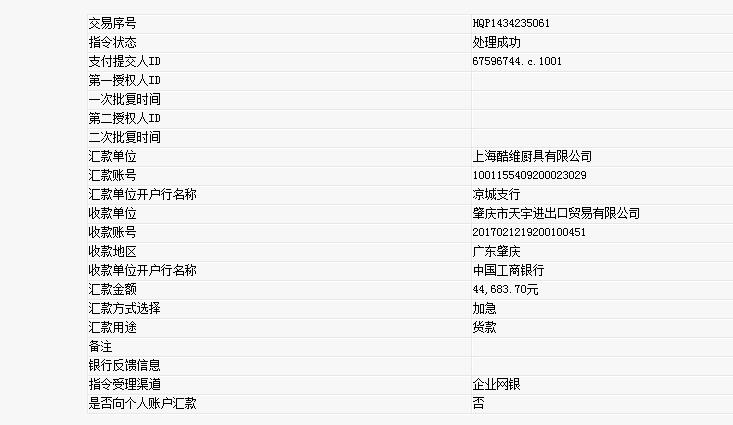 交易序号 HQP1434235061
指令状态 处理成功
支付提交人ID 67596744.c.1001
第一授权人ID
一次批复时间
第二授权人ID
二次批复时间
汇款单位 上海酷维厨具有限公司
汇款账号 1001155409200023029
汇款单位开户行名称 凉城支行
收款单位 肇庆市天宇进出口贸易有限公司
收款账号 2017021219200100451
收款地区 广东肇庆
收款单位开户行名称 中国工商银行
汇款金额 44,683.70元
汇款方式选择 加急
汇款用途 货款
备注
银行反馈信息
指令受理渠道 企业网银
是否向个人账户汇款 否